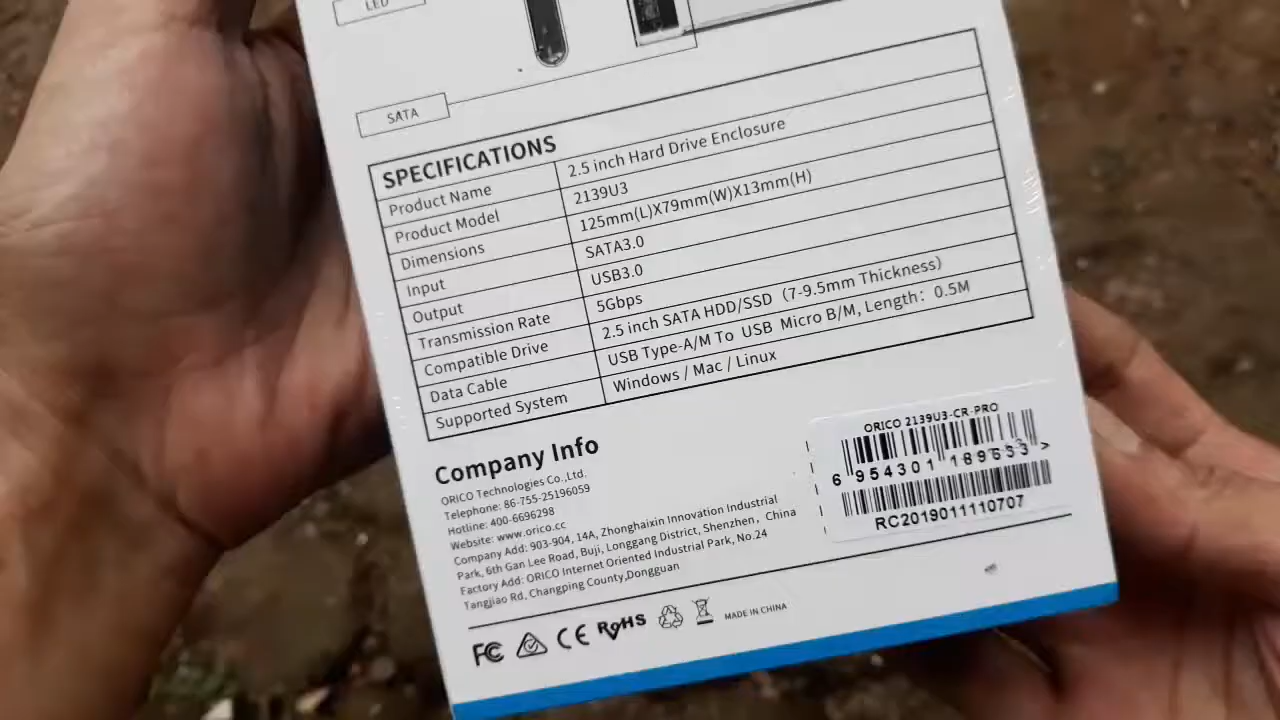 LED
SATA
SPECIFICATIONS
Product Name 2.5 inch Hard Drive Enclosure
Product Model 2139U3
Dimensions 125mm(L)X79mm(W)X13mm(H)
Input SATA3.0
Output USB3.0
Transmission Rate 5Gbps
Compatible Drive 2.5 inch SATA HDD/SSD (7-9.5mm Thickness)
Data Cable USB Type-A/M To USB Micro B/M, Length: 0.5M
Supported System Windows / Mac / Linux
Company Info
ORICO Technologies Co.,Ltd.
Telephone: 86-755-25196059
Hotline: 400-6696298
Website: www.orico.cc
Company Add: 903-904, 14A, Zhonghaixin Innovation Industrial
Park, 6th Gan Lee Road, Buji, Longgang District, Shenzhen, China
Factory Add: ORICO Internet Oriented Industrial Park, No.24
Tangjiao Rd, Changping County,Dongguan
ORICO 2139U3-CR-PRO
6 954301 189533 >
RC2019011110707
FC CE RoHS MADE IN CHINA